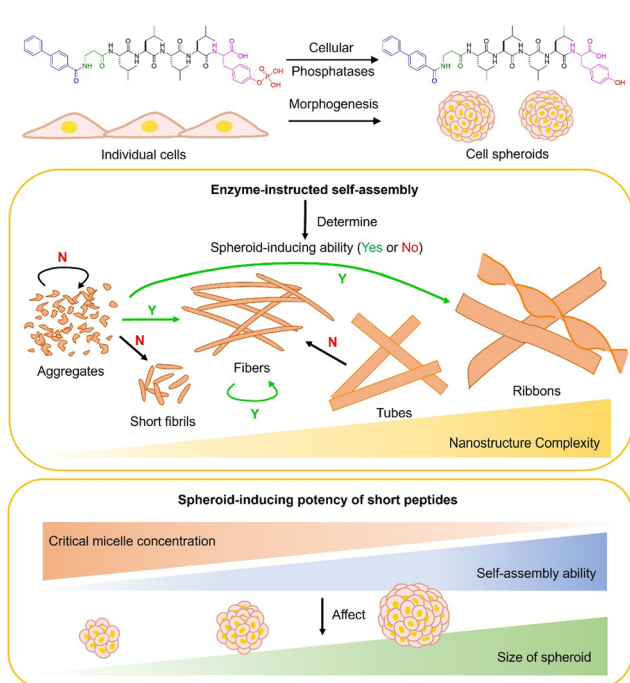 Cellular
Phosphatases
Morphogenesis
Individual cells
Cell spheroids
Enzyme-instructed self-assembly
Determine
Spheroid-inducing ability (Yes or No)
N
Y
Y
N
N
Aggregates
Fibers
Short fibrils
Y
Tubes
Ribbons
Nanostructure Complexity
Spheroid-inducing potency of short peptides
Critical micelle concentration
Self-assembly ability
Affect
Size of spheroid